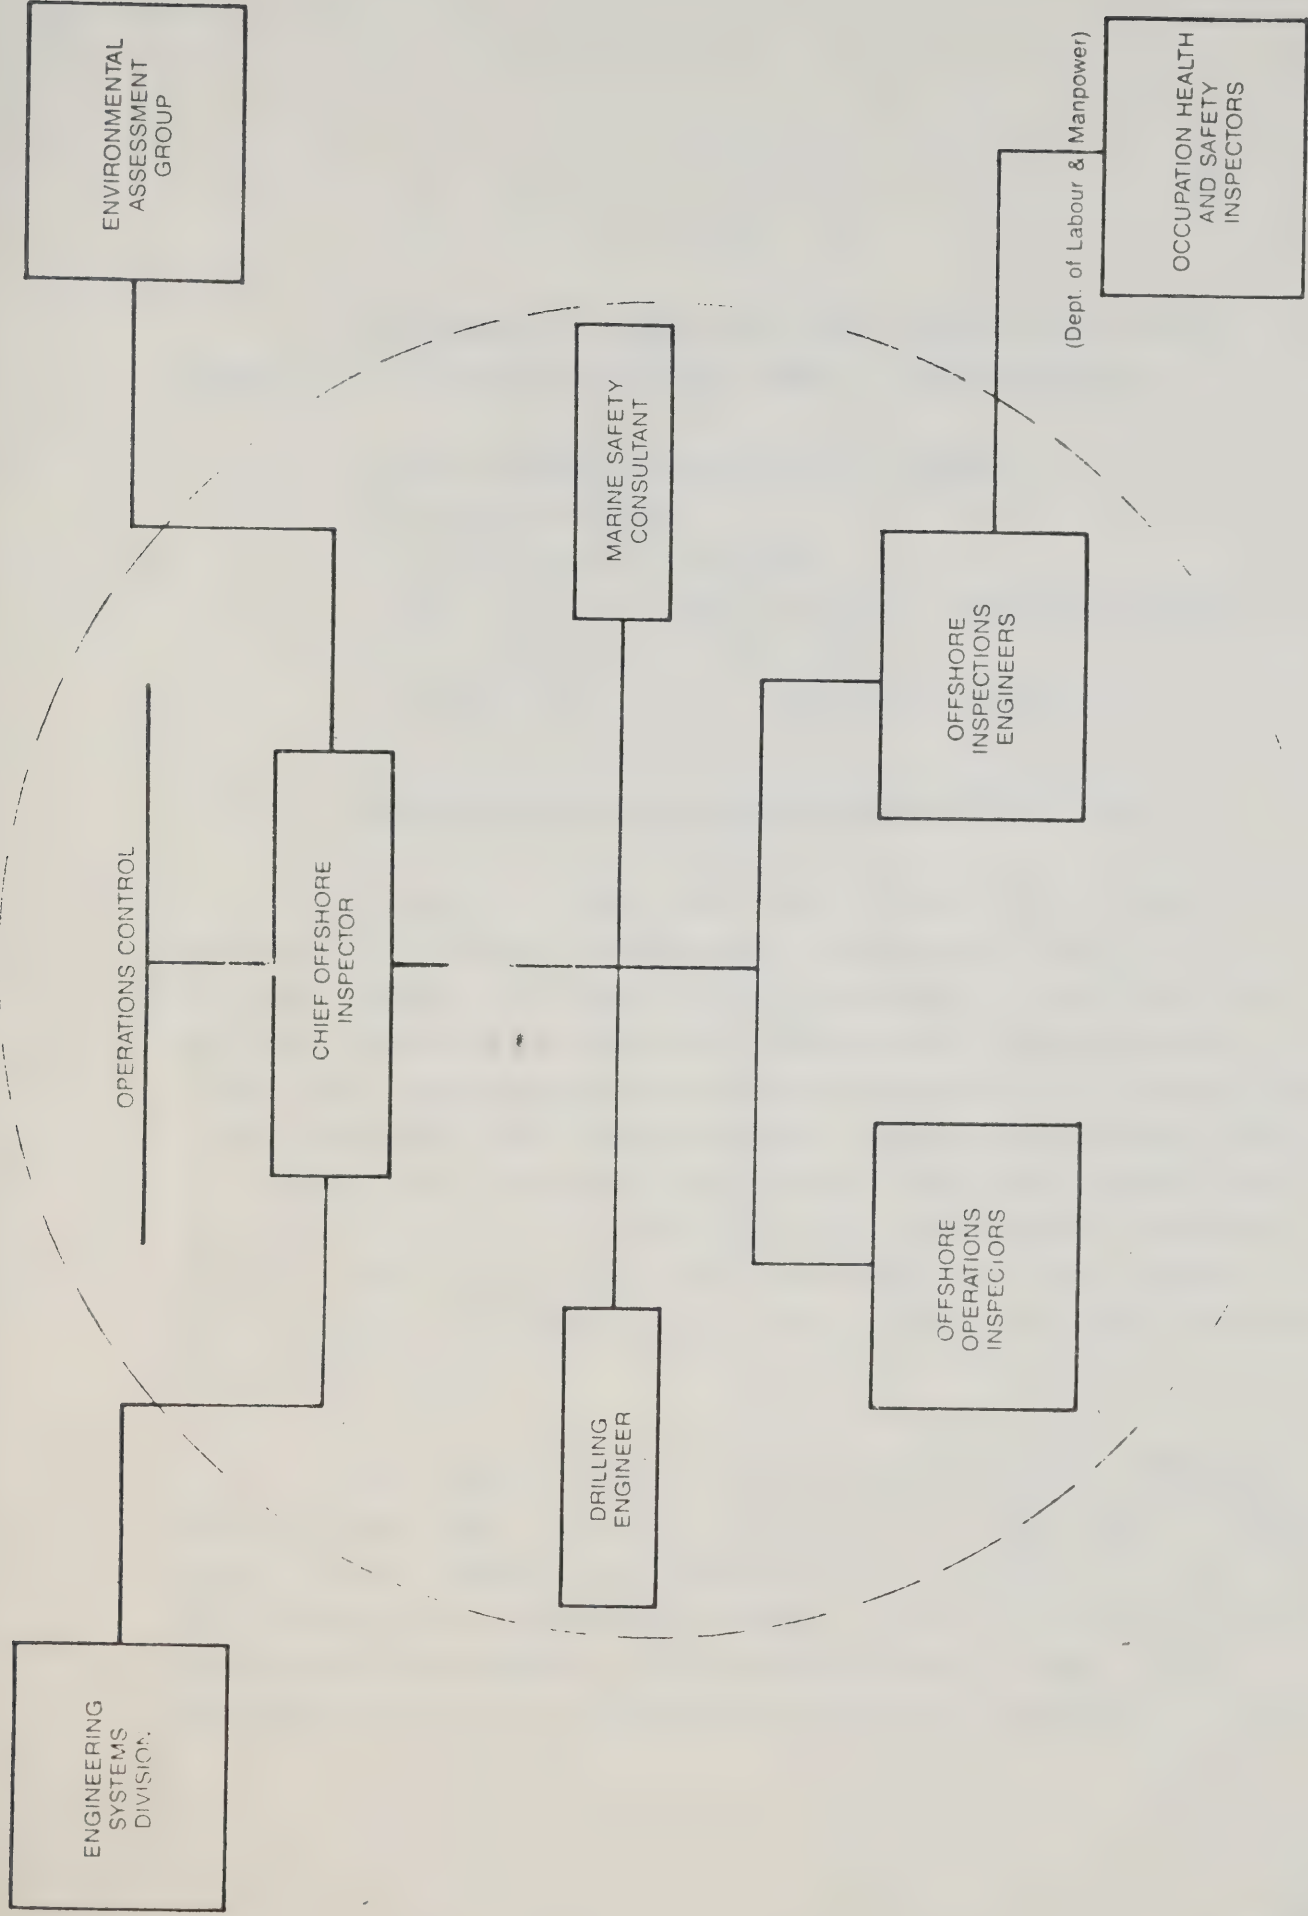 OPERATIONS CONTROL
ENGINEERING
SYSTEMS
DIVISION.
ENVIRONMENTAL
ASSESSMENT
GROUP
CHIEF OFFSHORE
INSPECTOR
DRILLING
ENGINEER
MARINE SAFETY
CONSULTANT
OFFSHORE
OPERATIONS
INSPECTORS
OFFSHORE
INSPECTIONS
ENGINEERS
(Dept. of Labour & Manpower)
OCCUPATION HEALTH
AND SAFETY
INSPECTORS